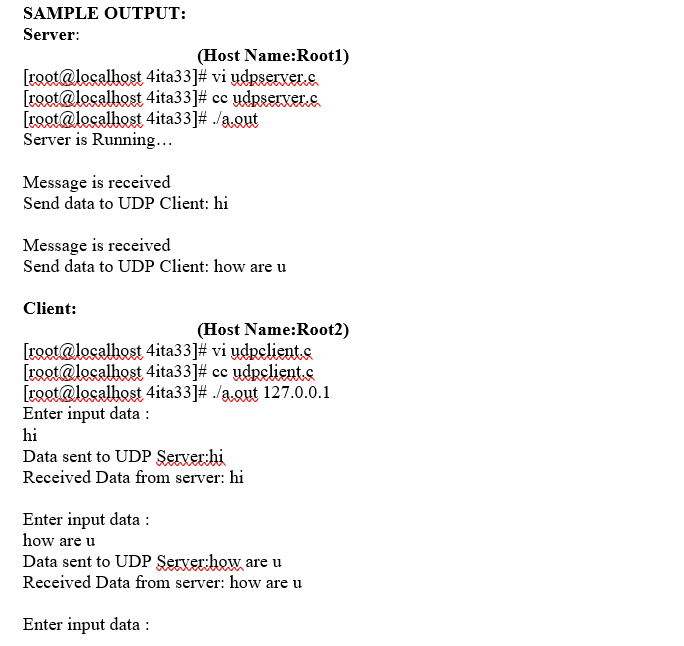 SAMPLE OUTPUT:
Server:
(Host Name:Root1)
[root@localhost 4ita33]# vi udpserver.c
[root@localhost 4ita33]# cc udpserver.c
[root@localhost 4ita33]# ./a.out
Server is Running…
Message is received
Send data to UDP Client: hi
Message is received
Send data to UDP Client: how are u
Client:
(Host Name:Root2)
[root@localhost 4ita33]# vi udpclient.c
[root@localhost 4ita33]# cc udpclient.c
[root@localhost 4ita33]# ./a.out 127.0.0.1
Enter input data :
hi
Data sent to UDP Server:hi
Received Data from server: hi
Enter input data :
how are u
Data sent to UDP Server:how are u
Received Data from server: how are u
Enter input data :